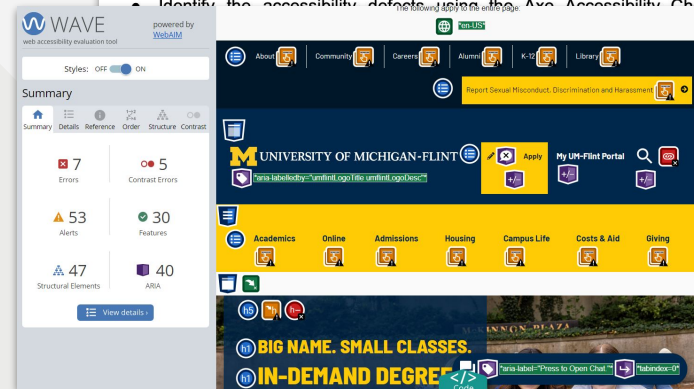 Identify the accessibility defects using the Axe Accessibility Ch
The following apply to the entire page:
*"en-US"
WAVE
web accessibility evaluation tool
powered by
WebAIM
Styles: OFF ON
Summary
Summary Details Reference Order Structure Contrast
7
Errors
5
Contrast Errors
53
Alerts
30
Features
47
Structural Elements
40
ARIA
View details ›
About Community Careers Alumni K-12 Library
Report Sexual Misconduct, Discrimination and Harassment
M UNIVERSITY OF MICHIGAN-FLINT
*aria-labelledby="umflintLogoTitle umflintLogoDesc"*
Apply
My UM-Flint Portal
Academics Online Admissions Housing Campus Life Costs & Aid Giving
h5 h
h1 BIG NAME. SMALL CLASSES.
h1 IN-DEMAND DEGREE
NNON PLAZA
*aria-label="Press to Open Chat "* *tabindex=0*
</>
Code